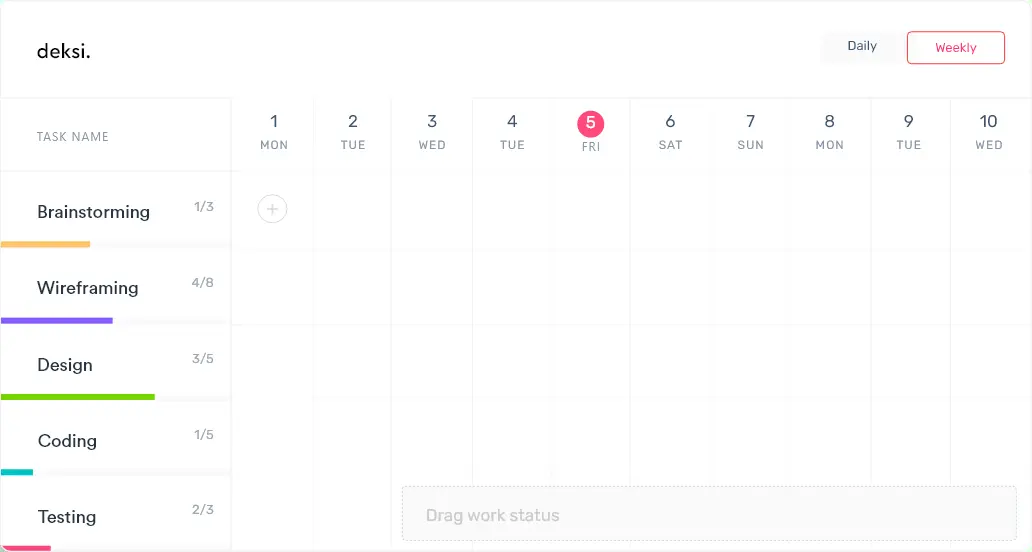 deksi.
Daily Weekly
TASK NAME
1 2 3 4 5 6 7 8 9 10
MON TUE WED TUE FRI SAT SUN MON TUE WED
Brainstorming 1/3
+
Wireframing 4/8
Design 3/5
Coding 1/5
Testing 2/3
Drag work status